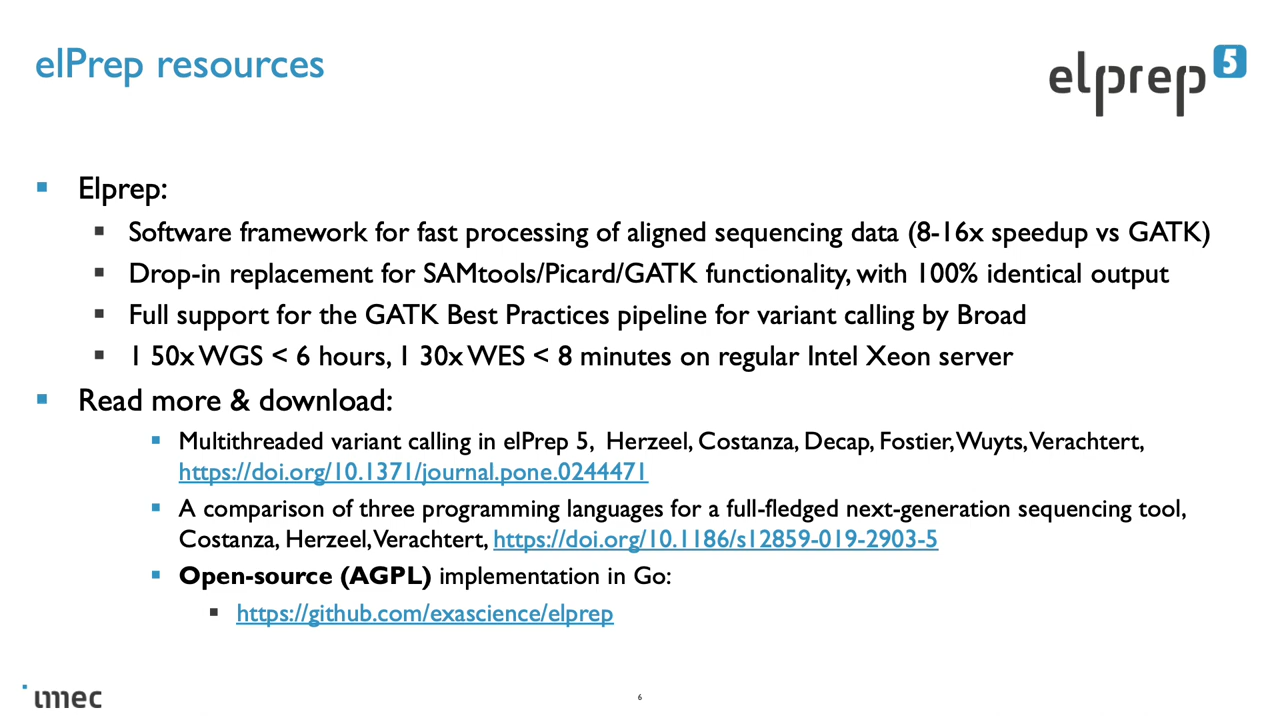 elPrep resources
elprep 5
Elprep:
Software framework for fast processing of aligned sequencing data (8-16x speedup vs GATK)
Drop-in replacement for SAMtools/Picard/GATK functionality, with 100% identical output
Full support for the GATK Best Practices pipeline for variant calling by Broad
1 50x WGS < 6 hours, 1 30x WES < 8 minutes on regular Intel Xeon server
Read more & download:
Multithreaded variant calling in elPrep 5, Herzeel, Costanza, Decap, Fostier, Wuyts, Verachtert,
https://doi.org/10.1371/journal.pone.0244471
A comparison of three programming languages for a full-fledged next-generation sequencing tool,
Costanza, Herzeel, Verachtert, https://doi.org/10.1186/s12859-019-2903-5
Open-source (AGPL) implementation in Go:
https://github.com/exascience/elprep
imec
6